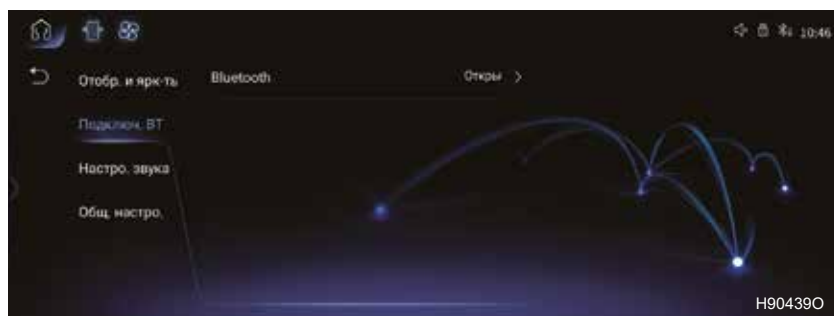 10:46
Отобр. и ярк-ть
Bluetooth
Откры >
Подключ. BT
Настро. звука
Общ. настро.
H90439O